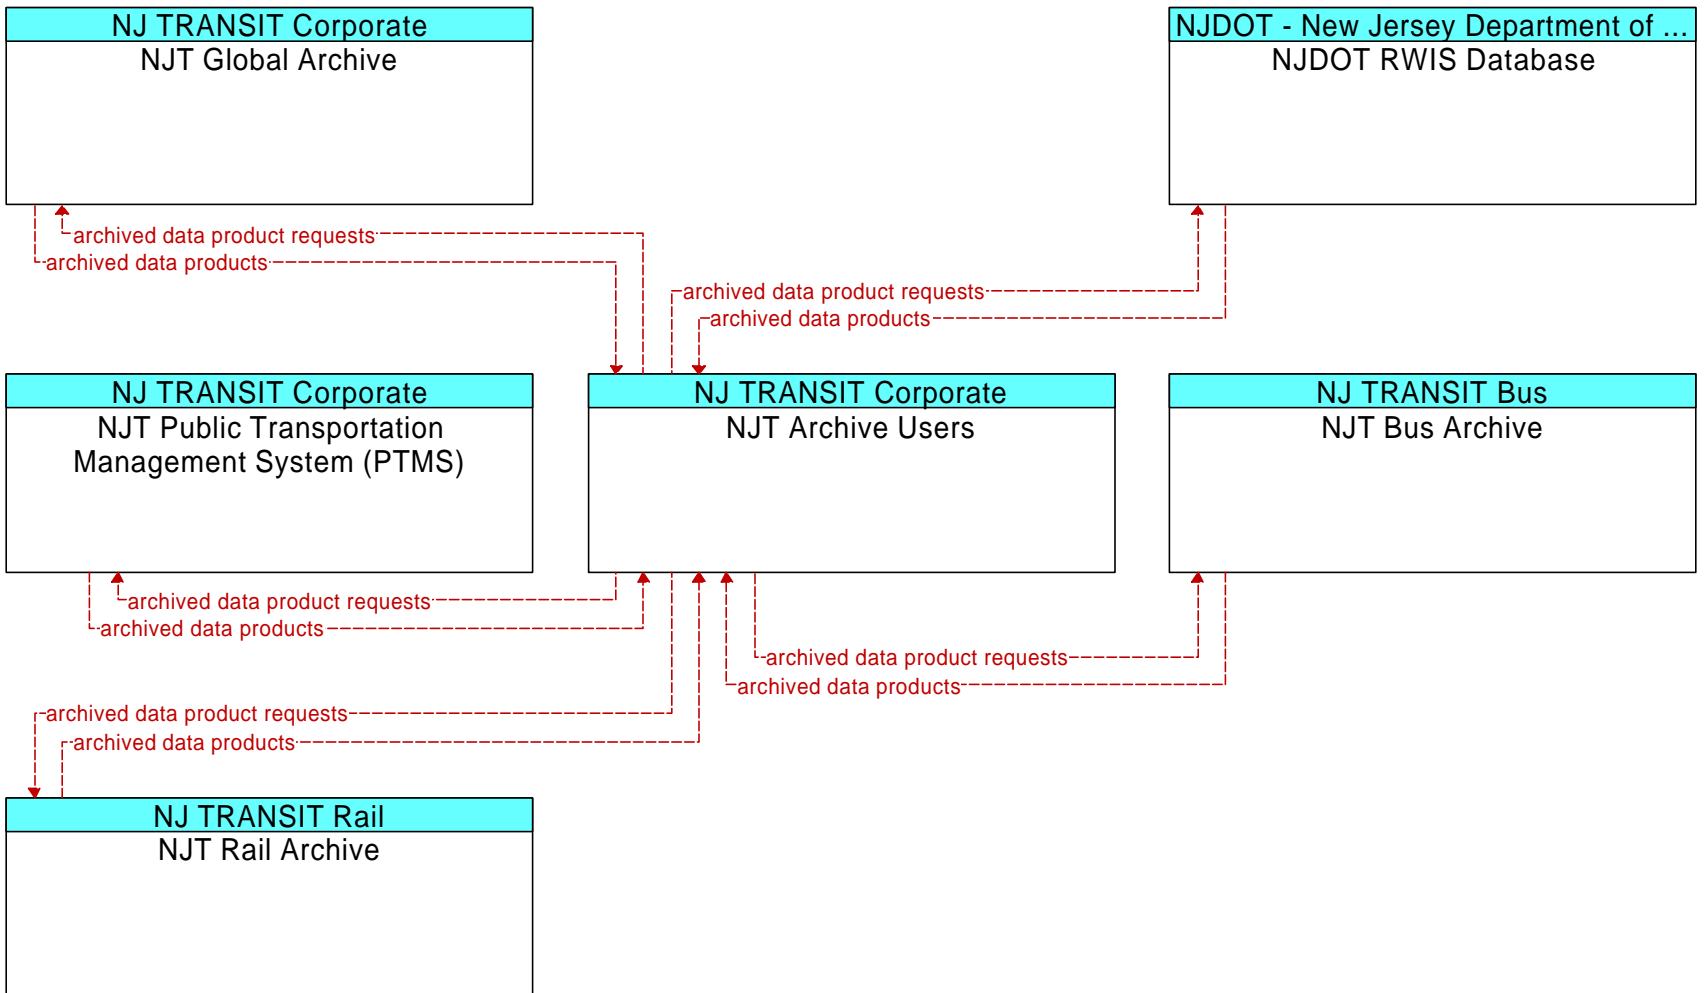 NJ TRANSIT Corporate
NJT Global Archive
NJDOT - New Jersey Department of ...
NJDOT RWIS Database
archived data product requests
archived data products
archived data product requests
archived data products
NJ TRANSIT Corporate
NJT Public Transportation
Management System (PTMS)
NJ TRANSIT Corporate
NJT Archive Users
NJ TRANSIT Bus
NJT Bus Archive
archived data product requests
archived data products
archived data product requests
archived data products
archived data product requests
archived data products
NJ TRANSIT Rail
NJT Rail Archive